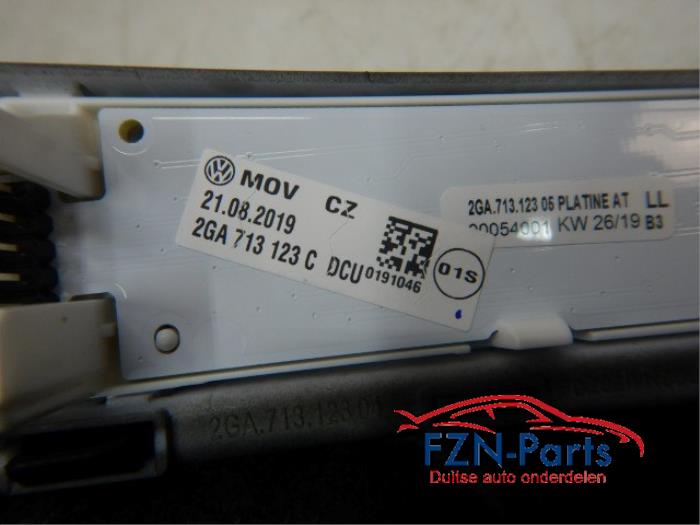 MOV CZ
21.08.2019
2GA 713 123 C DCU 0191046
01S
2GA.713.123 05 PLATINE AT LL
00054001 KW 26/19 B3
2GA.713.123 04
FZN-Parts
Duitse auto onderdelen